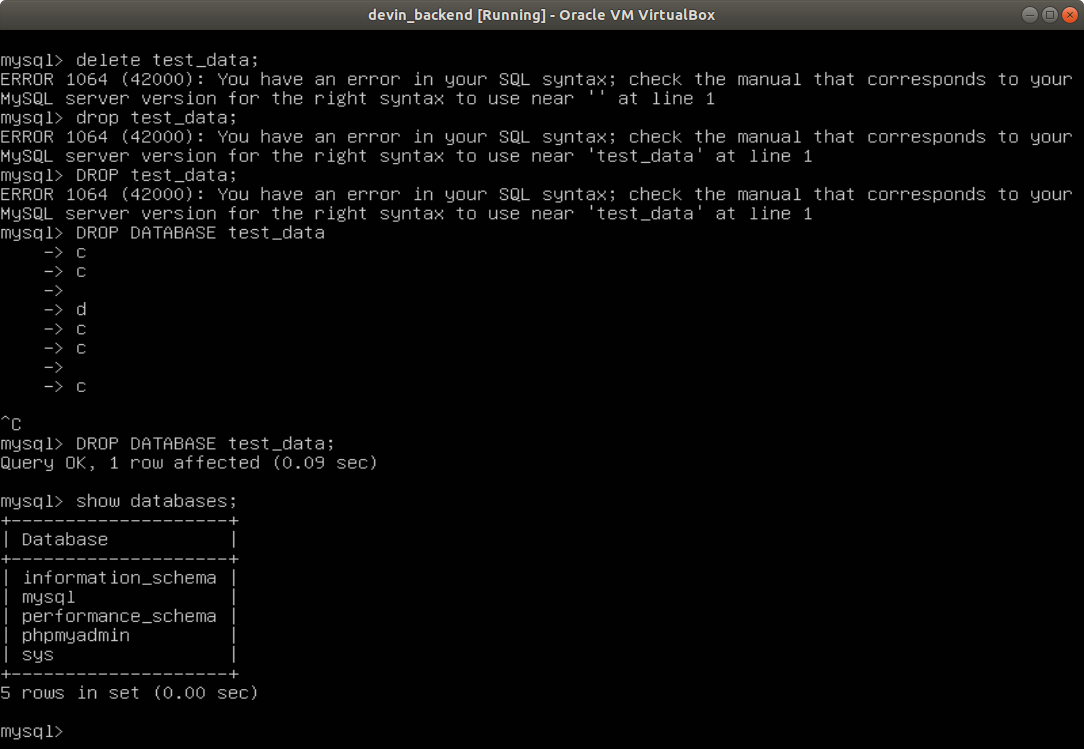 devin_backend [Running] - Oracle VM VirtualBox
mysql> delete test_data;
ERROR 1064 (42000): You have an error in your SQL syntax; check the manual that corresponds to your
MySQL server version for the right syntax to use near '' at line 1
mysql> drop test_data;
ERROR 1064 (42000): You have an error in your SQL syntax; check the manual that corresponds to your
MySQL server version for the right syntax to use near 'test_data' at line 1
mysql> DROP test_data;
ERROR 1064 (42000): You have an error in your SQL syntax; check the manual that corresponds to your
MySQL server version for the right syntax to use near 'test_data' at line 1
mysql> DROP DATABASE test_data
    -> c
    -> c
    ->
    -> d
    -> c
    -> c
    ->
    -> c
^C
mysql> DROP DATABASE test_data;
Query OK, 1 row affected (0.09 sec)
mysql> show databases;
+--------------------+
| Database           |
+--------------------+
| information_schema |
| mysql              |
| performance_schema |
| phpmyadmin         |
| sys                |
+--------------------+
5 rows in set (0.00 sec)
mysql>